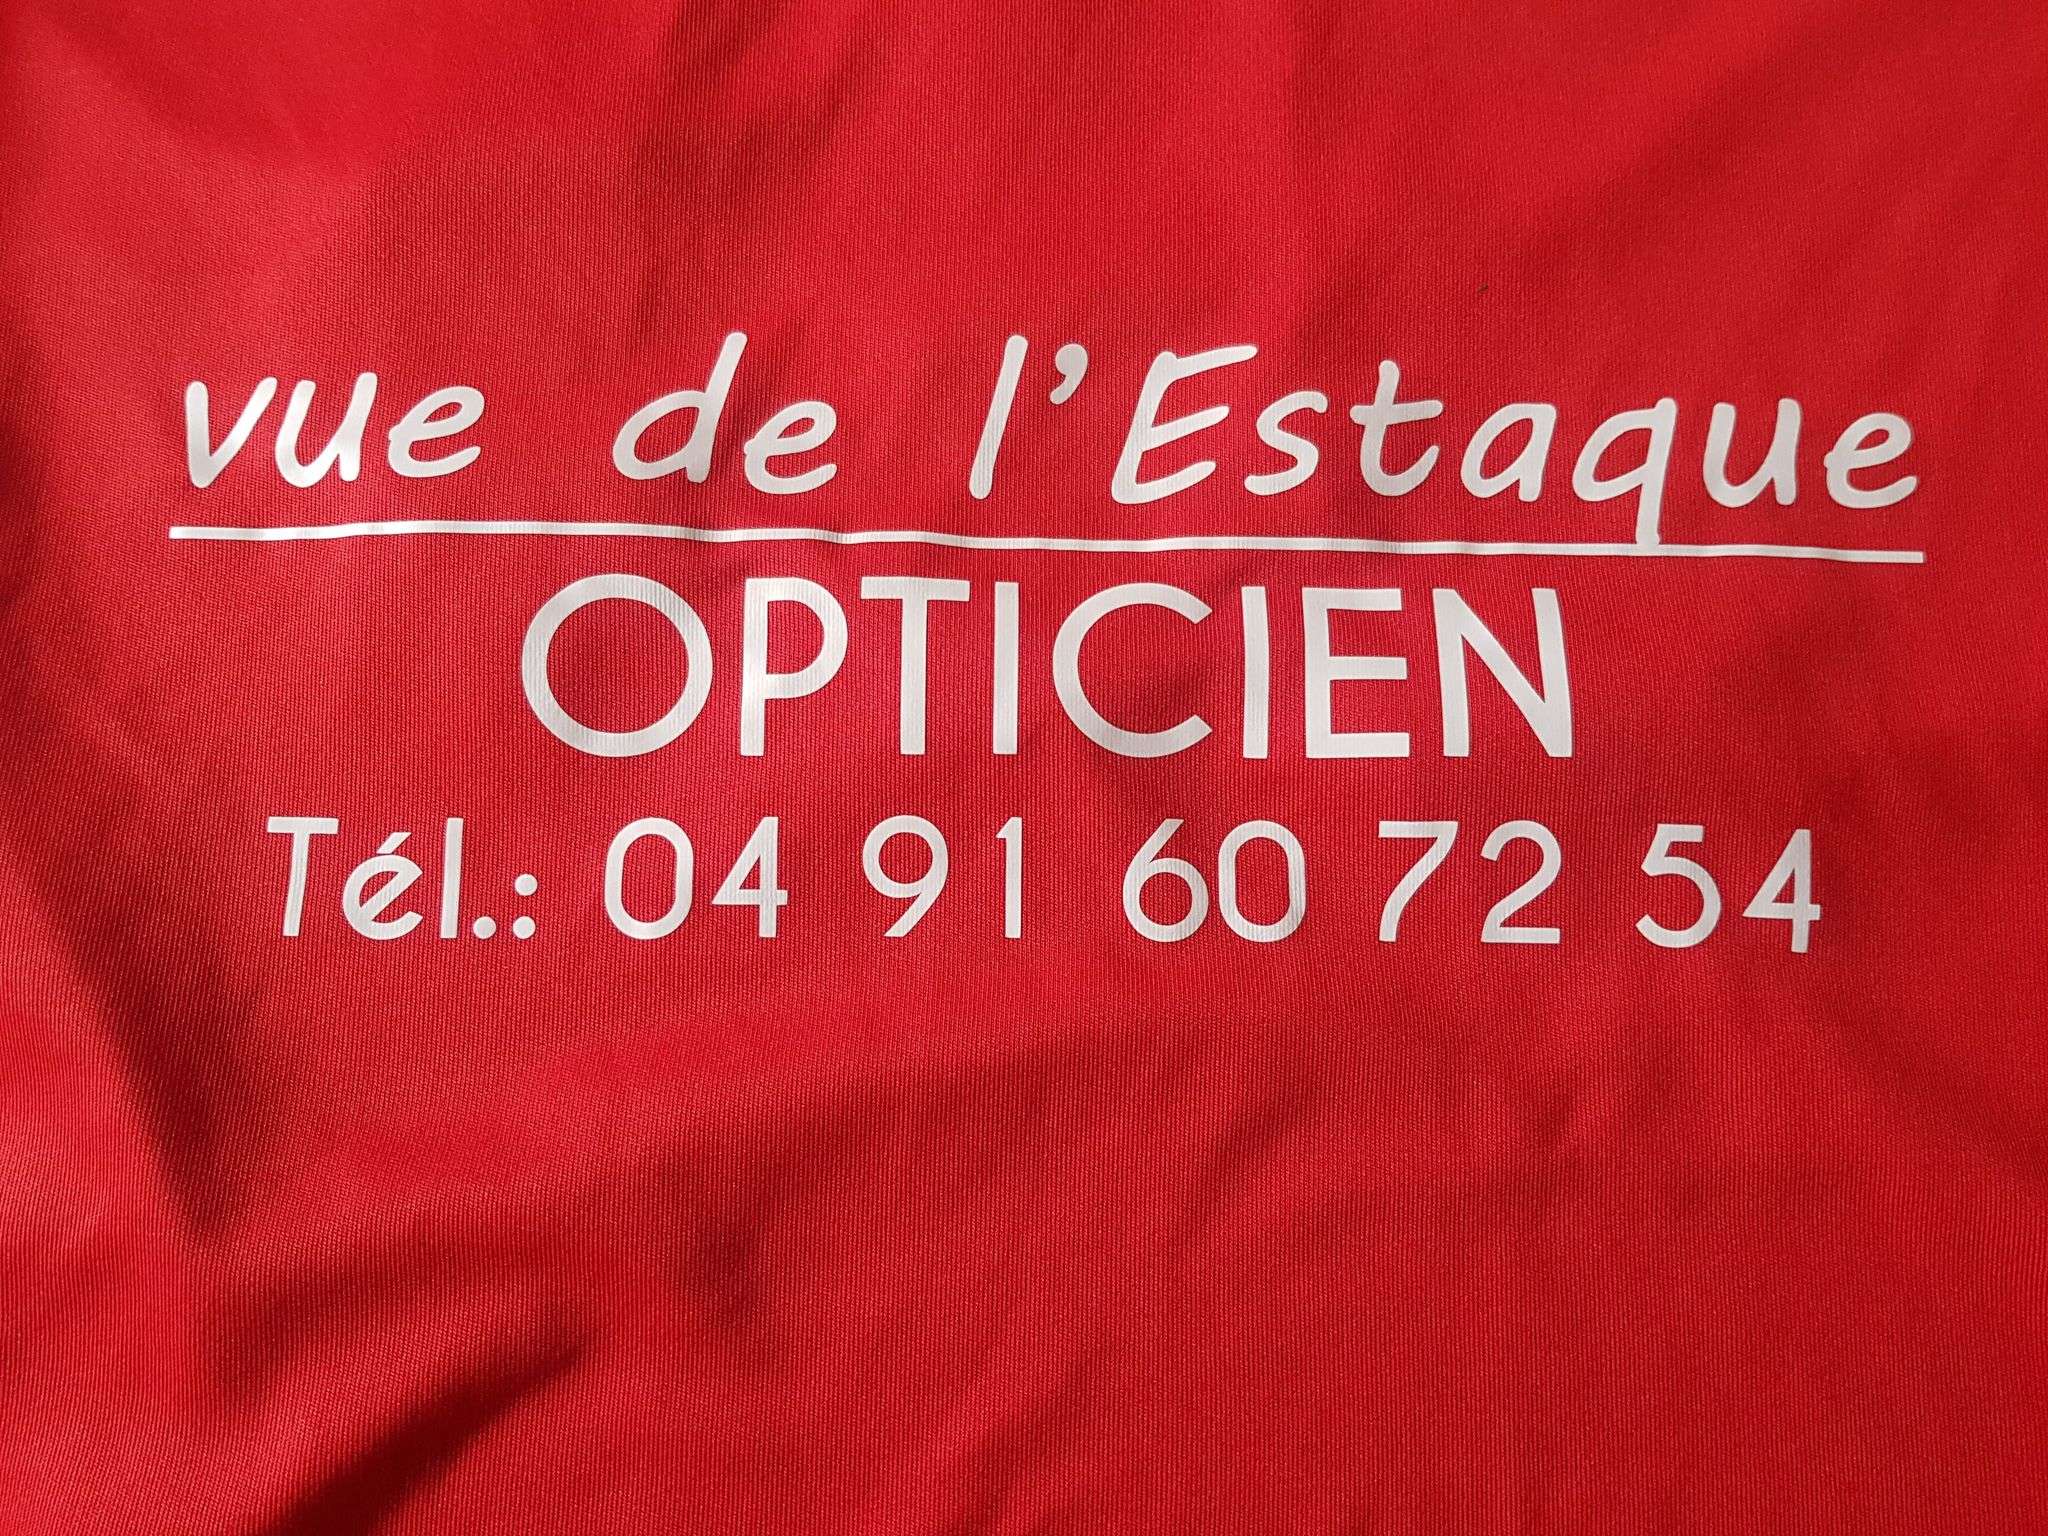 vue de l'Estaque
OPTICIEN
Tél.: 04 91 60 72 54